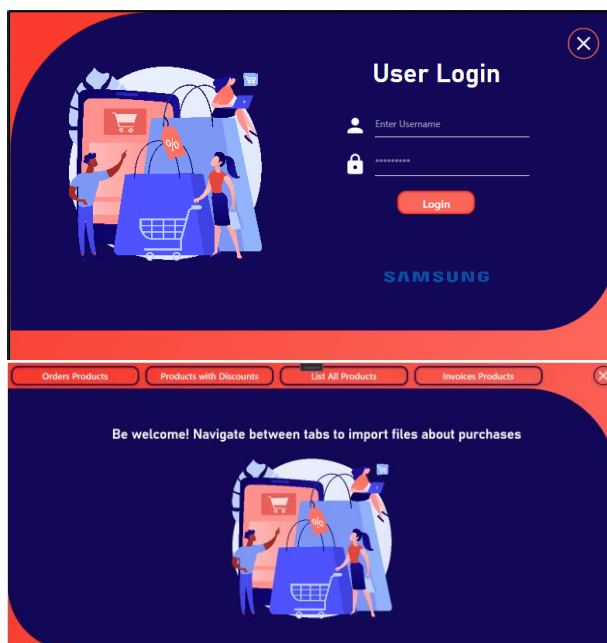 User Login
Enter Username
*********
Login
SAMSUNG
%
Orders Products
Products with Discounts
List All Products
Invoices Products
Be welcome! Navigate between tabs to import files about purchases
%